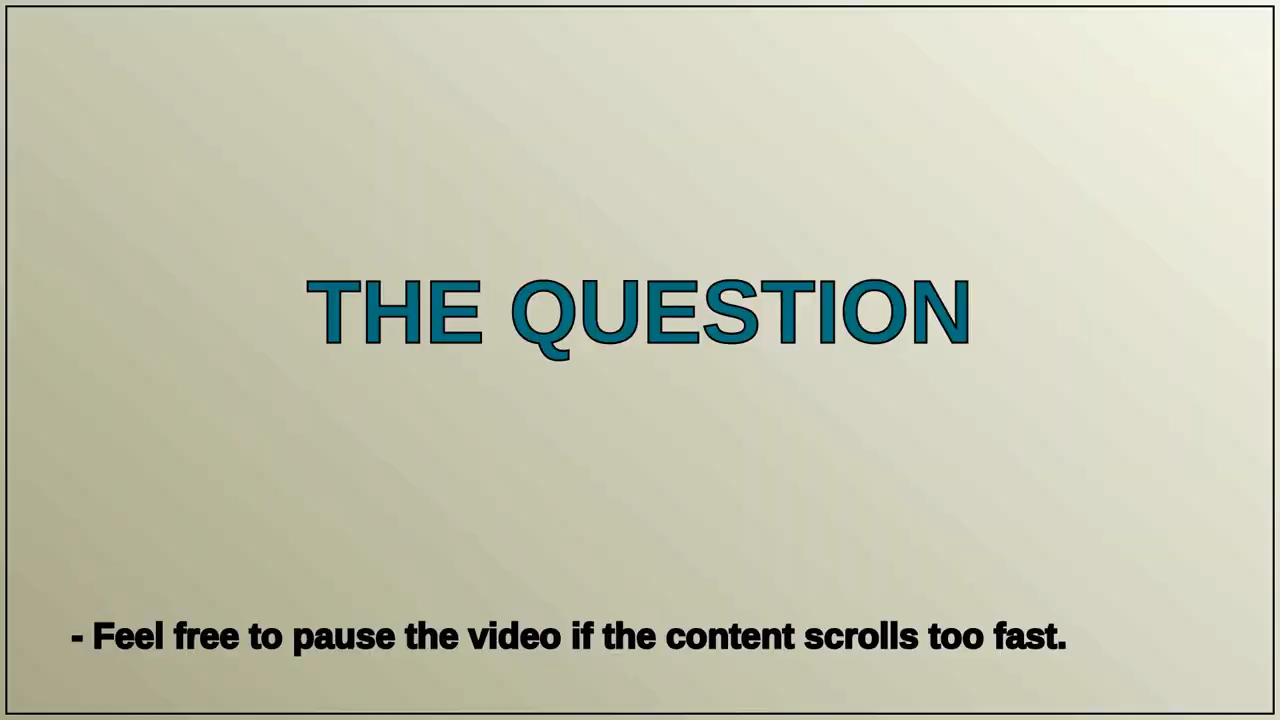 THE QUESTION
- Feel free to pause the video if the content scrolls too fast.